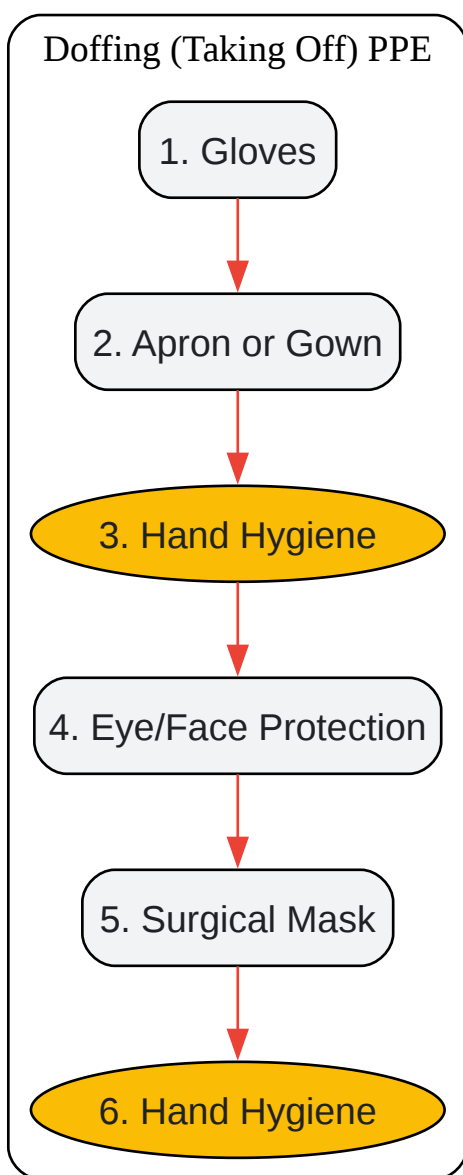 Doffing (Taking Off) PPE
1. Gloves
2. Apron or Gown
3. Hand Hygiene
4. Eye/Face Protection
5. Surgical Mask
6. Hand Hygiene